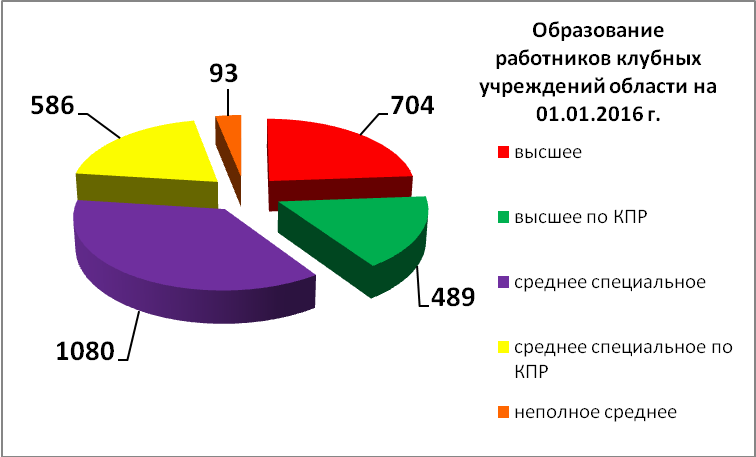 Образование
работников клубных
учреждений области на
01.01.2016 г.
93
586
704
489
1080
высшее
высшее по КПР
среднее специальное
среднее специальное по
КПР
неполное среднее